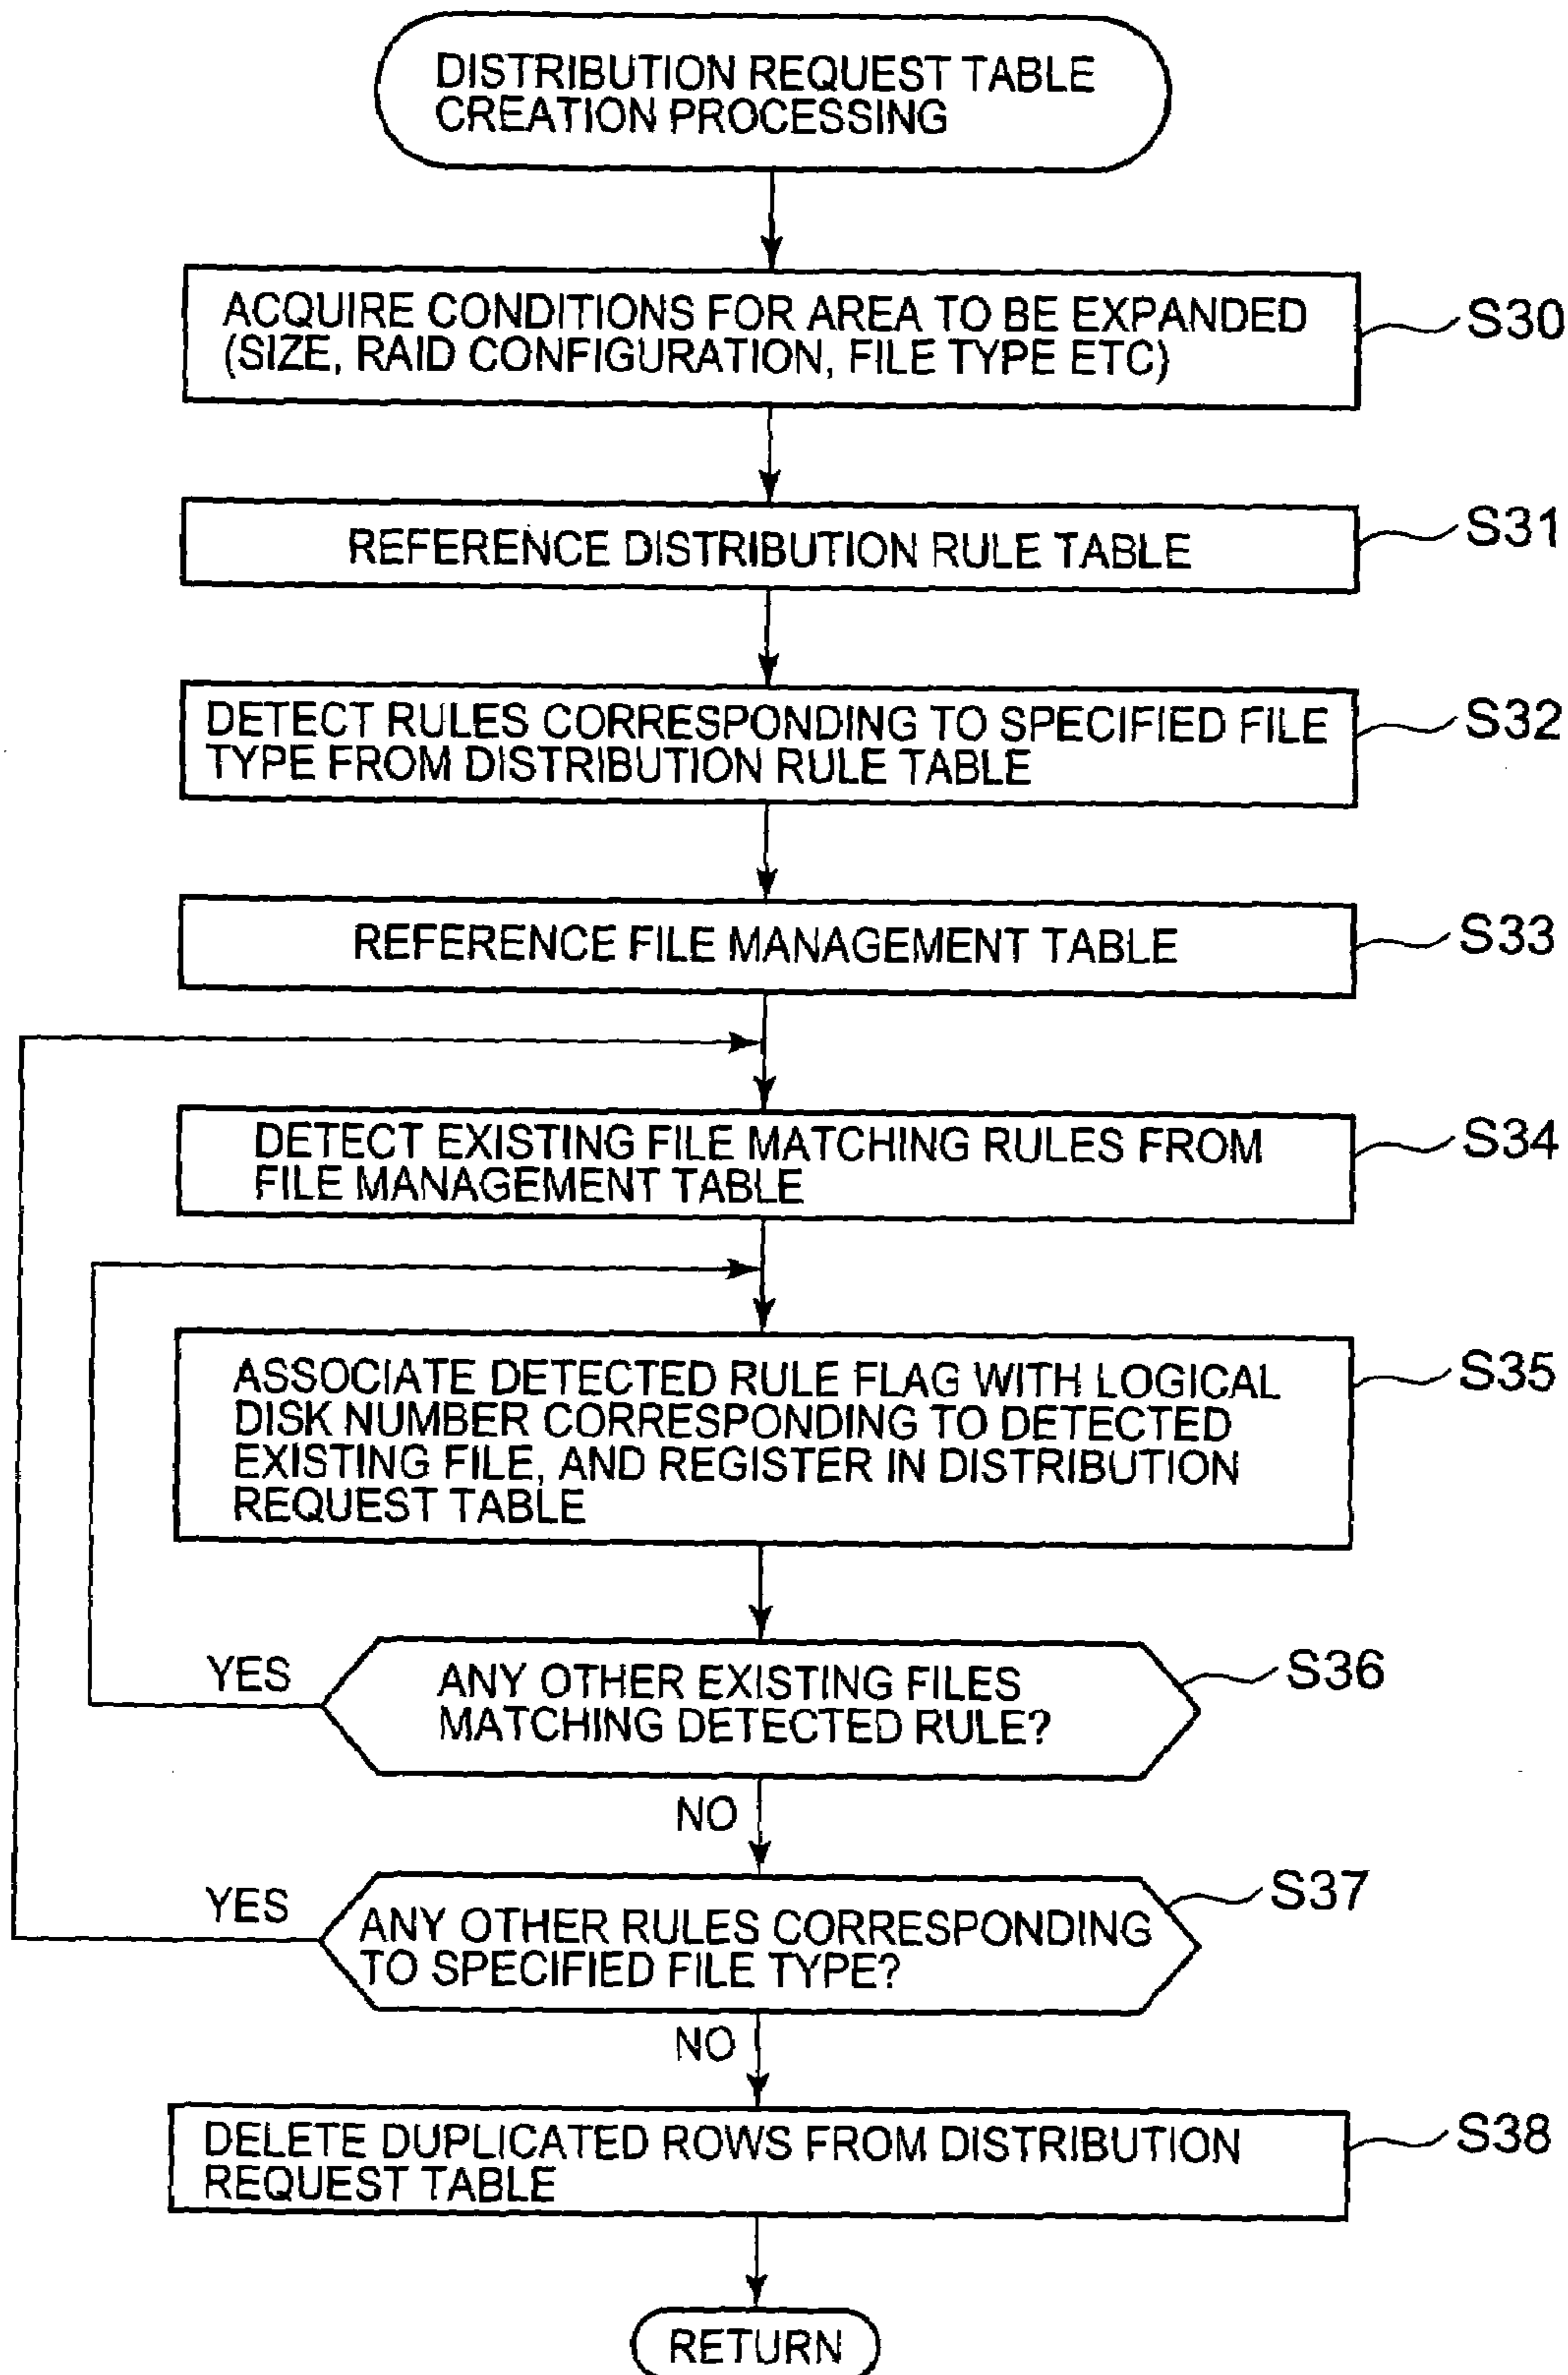 DISTRIBUTION REQUEST TABLE
CREATION PROCESSING
ACQUIRE CONDITIONS FOR AREA TO BE EXPANDED
(SIZE, RAID CONFIGURATION, FILE TYPE ETC)
S30
REFERENCE DISTRIBUTION RULE TABLE
S31
DETECT RULES CORRESPONDING TO SPECIFIED FILE
TYPE FROM DISTRIBUTION RULE TABLE
S32
REFERENCE FILE MANAGEMENT TABLE
S33
DETECT EXISTING FILE MATCHING RULES FROM
FILE MANAGEMENT TABLE
S34
ASSOCIATE DETECTED RULE FLAG WITH LOGICAL
DISK NUMBER CORRESPONDING TO DETECTED
EXISTING FILE, AND REGISTER IN DISTRIBUTION
REQUEST TABLE
S35
YES
ANY OTHER EXISTING FILES
MATCHING DETECTED RULE?
S36
NO
YES
ANY OTHER RULES CORRESPONDING
TO SPECIFIED FILE TYPE?
S37
NO
DELETE DUPLICATED ROWS FROM DISTRIBUTION
REQUEST TABLE
S38
RETURN